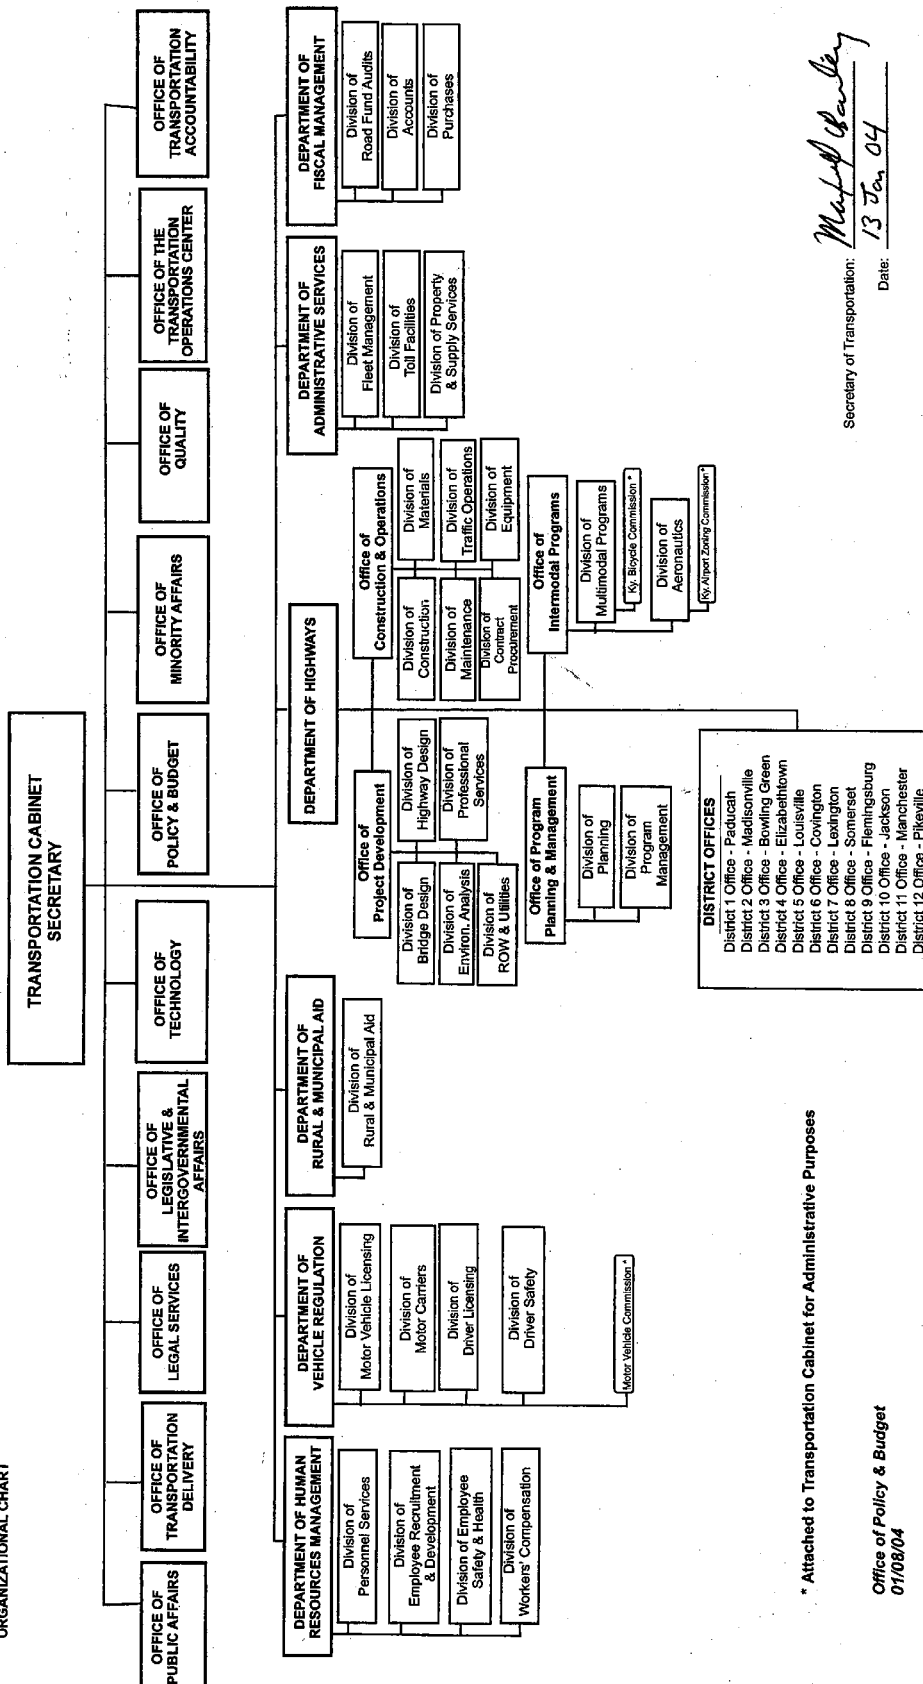 ORGANIZATIONAL CHART
TRANSPORTATION CABINET
SECRETARY
OFFICE OF
PUBLIC AFFAIRS
OFFICE OF
TRANSPORTATION
DELIVERY
OFFICE OF
LEGAL SERVICES
OFFICE OF
LEGISLATIVE &
INTERGOVERNMENTAL
AFFAIRS
OFFICE OF
TECHNOLOGY
OFFICE OF
POLICY & BUDGET
OFFICE OF
MINORITY AFFAIRS
OFFICE OF
QUALITY
OFFICE OF THE
TRANSPORTATION
OPERATIONS CENTER
OFFICE OF
TRANSPORTATION
ACCOUNTABILITY
DEPARTMENT OF HUMAN
RESOURCES MANAGEMENT
Division of
Personnel Services
Division of
Employee Recruitment
& Development
Division of Employee
Safety & Health
Division of
Workers' Compensation
DEPARTMENT OF
VEHICLE REGULATION
Division of
Motor Vehicle Licensing
Division of
Motor Carriers
Division of
Driver Licensing
Division of
Driver Safety
Motor Vehicle Commission *
DEPARTMENT OF
RURAL & MUNICIPAL AID
Division of
Rural & Municipal Aid
DEPARTMENT OF HIGHWAYS
Office of
Project Development
Division of
Bridge Design
Division of
Highway Design
Division of
Environ. Analysis
Division of
Professional
Services
Division of
ROW & Utilities
Office of
Construction & Operations
Division of
Construction
Division of
Materials
Division of
Maintenance
Division of
Traffic Operations
Division of
Contract
Procurement
Division of
Equipment
Office of Program
Planning & Management
Division of
Planning
Division of
Program
Management
Office of
Intermodal Programs
Division of
Multimodal Programs
Ky. Bicycle Commission *
Division of
Aeronautics
Ky. Airport Zoning Commission*
DISTRICT OFFICES
District 1 Office - Paducah
District 2 Office - Madisonville
District 3 Office - Bowling Green
District 4 Office - Elizabethtown
District 5 Office - Louisville
District 6 Office - Covington
District 7 Office - Lexington
District 8 Office - Somerset
District 9 Office - Flemingsburg
District 10 Office - Jackson
District 11 Office - Manchester
District 12 Office - Pikeville
DEPARTMENT OF
ADMINISTRATIVE SERVICES
Division of
Fleet Management
Division of
Toll Facilities
Division of Property
& Supply Services
DEPARTMENT OF
FISCAL MANAGEMENT
Division of
Road Fund Audits
Division of
Accounts
Division of
Purchases
* Attached to Transportation Cabinet for Administrative Purposes
Office of Policy & Budget
01/08/04
Secretary of Transportation:
Date: 13 Jan 04